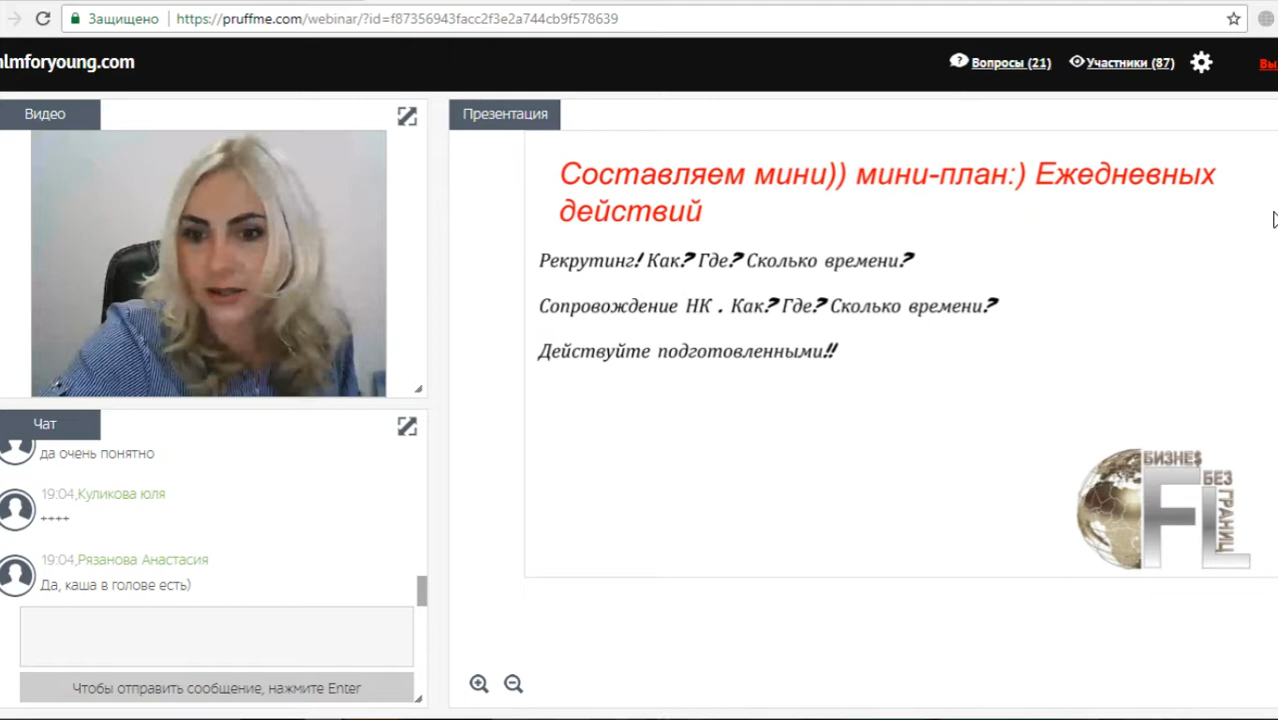 Защищено
https://pruffme.com/webinar/?id=f87356943facc2f3e2a744cb9f578639
mlmforyoung.com
Вопросы (21)
Участники (87)
Видео
Презентация
Составляем мини)) мини-план:) Ежедневных
действий
Рекрутинг! Как? Где? Сколько времени?
Сопровождение НК . Как? Где? Сколько времени?
Действуйте подготовленными!!
БИЗНЕ$
БЕЗ
ГРАНИЦ
FL
Чат
да очень понятно
19:04,Куликова юля
++++
19:04,Рязанова Анастасия
Да, каша в голове есть)
Чтобы отправить сообщение, нажмите Enter